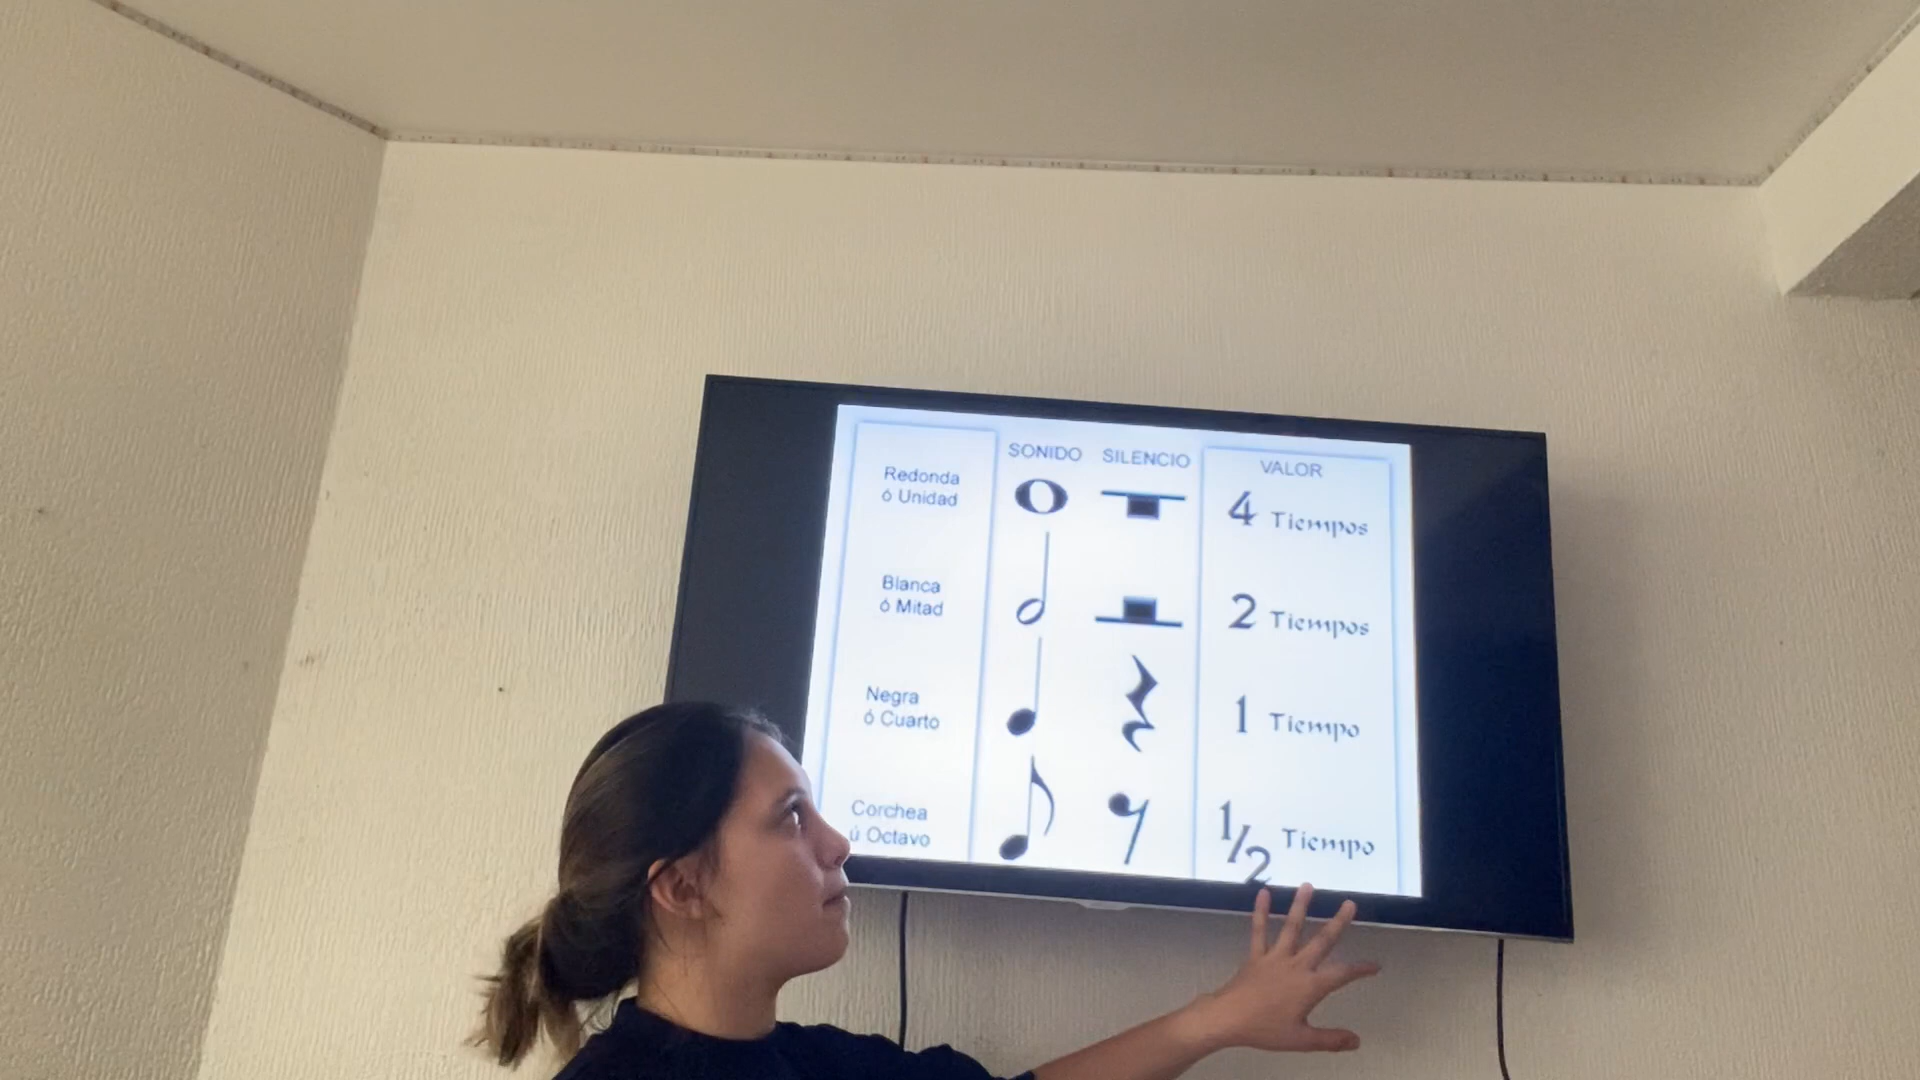 SONIDO SILENCIO VALOR
Redonda
ó Unidad
4 Tiempos
Blanca
ó Mitad
2 Tiempos
Negra
ó Cuarto
1 Tiempo
Corchea
ú Octavo
1/2 Tiempo